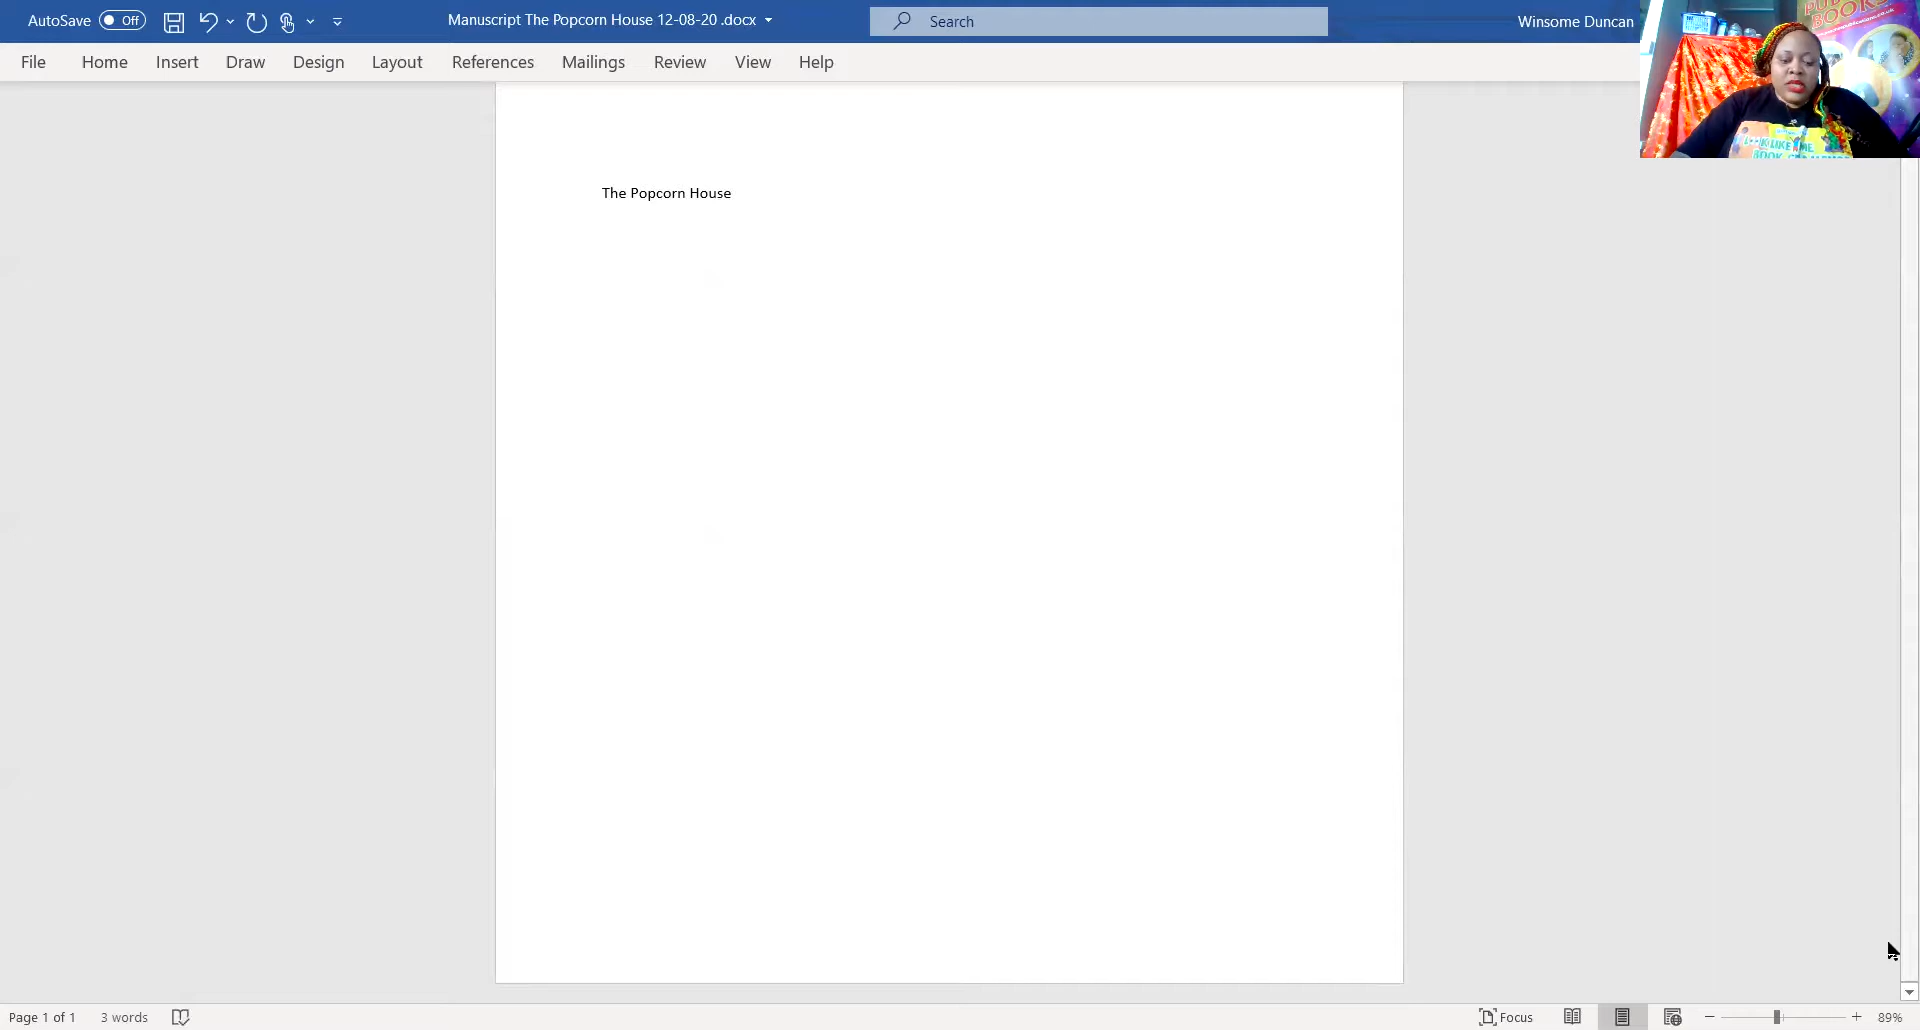 AutoSave Off Manuscript The Popcorn House 12-08-20 .docx Search Winsome Duncan
File Home Insert Draw Design Layout References Mailings Review View Help
BOOKS
The Popcorn House
Page 1 of 1 3 words Focus 89%